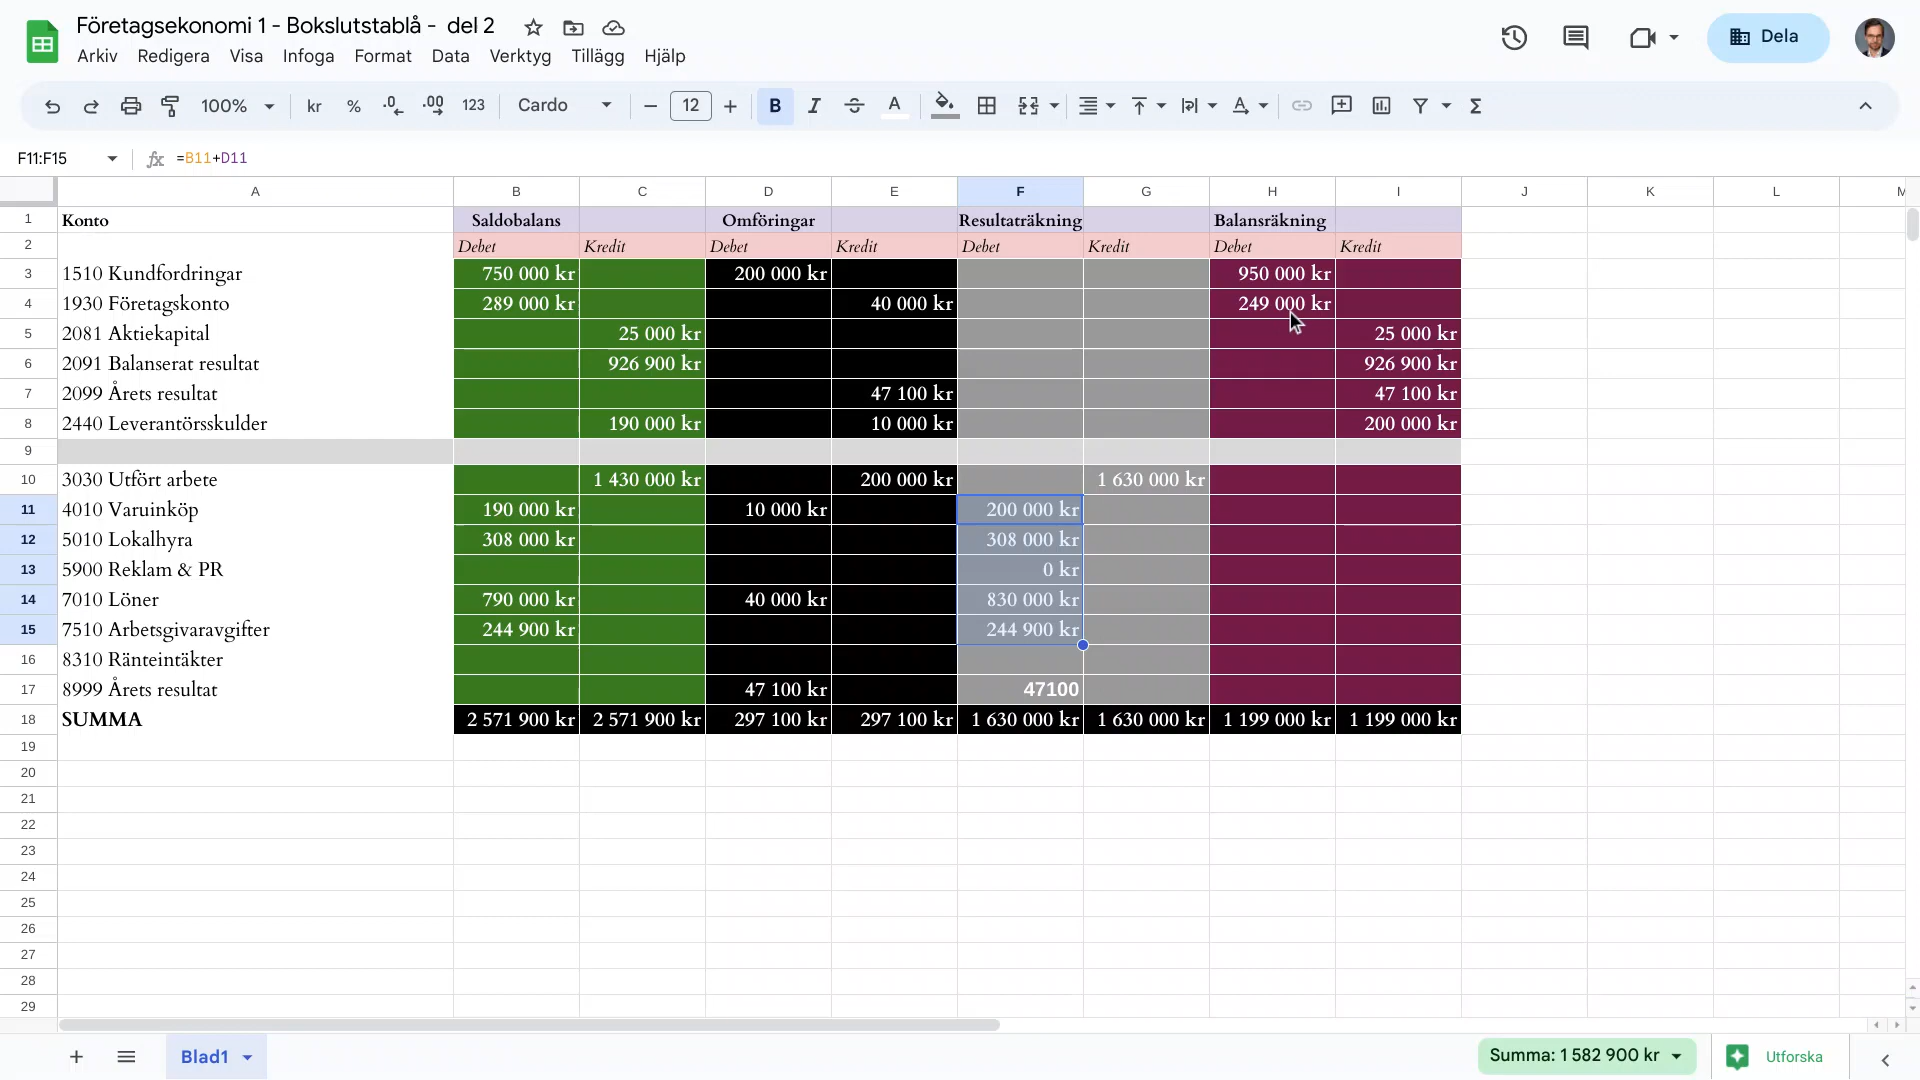 Företagsekonomi 1 - Bokslutstablå -  del 2
Dela
Arkiv Redigera Visa Infoga Format Data Verktyg Tillägg Hjälp
100% kr % .0 .00 123 Cardo 12 B I A
F11:F15 fx =B11+D11
A B C D E F G H I J K L M
1 Konto Saldobalans Omföringar Resultaträkning Balansräkning
2 Debet Kredit Debet Kredit Debet Kredit Debet Kredit
3 1510 Kundfordringar 750 000 kr 200 000 kr 950 000 kr
4 1930 Företagskonto 289 000 kr 40 000 kr 249 000 kr
5 2081 Aktiekapital 25 000 kr 25 000 kr
6 2091 Balanserat resultat 926 900 kr 926 900 kr
7 2099 Årets resultat 47 100 kr 47 100 kr
8 2440 Leverantörsskulder 190 000 kr 10 000 kr 200 000 kr
9
10 3030 Utfört arbete 1 430 000 kr 200 000 kr 1 630 000 kr
11 4010 Varuinköp 190 000 kr 10 000 kr 200 000 kr
12 5010 Lokalhyra 308 000 kr 308 000 kr
13 5900 Reklam & PR 0 kr
14 7010 Löner 790 000 kr 40 000 kr 830 000 kr
15 7510 Arbetsgivaravgifter 244 900 kr 244 900 kr
16 8310 Ränteintäkter
17 8999 Årets resultat 47 100 kr 47100
18 SUMMA 2 571 900 kr 2 571 900 kr 297 100 kr 297 100 kr 1 630 000 kr 1 630 000 kr 1 199 000 kr 1 199 000 kr
19
20
21
22
23
24
25
26
27
28
29
Blad1 Summa: 1 582 900 kr Utforska